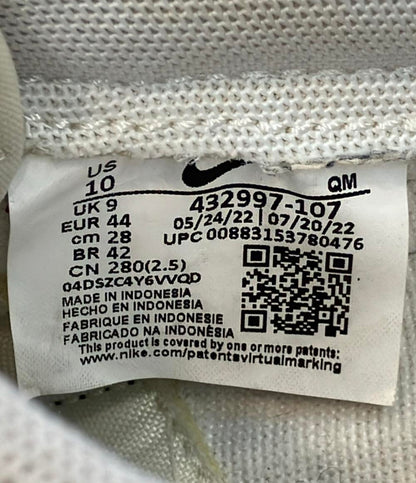 US
10
QM
UK 9
432997-107
EUR 44
05/24/22 | 07/20/22
cm 28
UPC 00883153780476
BR 42
CN 280(2.5)
04DSZC4Y6VVQD
MADE IN INDONESIA
HECHO EN INDONESIA
FABRIQUE EN INDONESIE
FABRICADO NA INDONÈSIA
This product is covered by one or more patents:
www.nike.com/patentsvirtualmarking